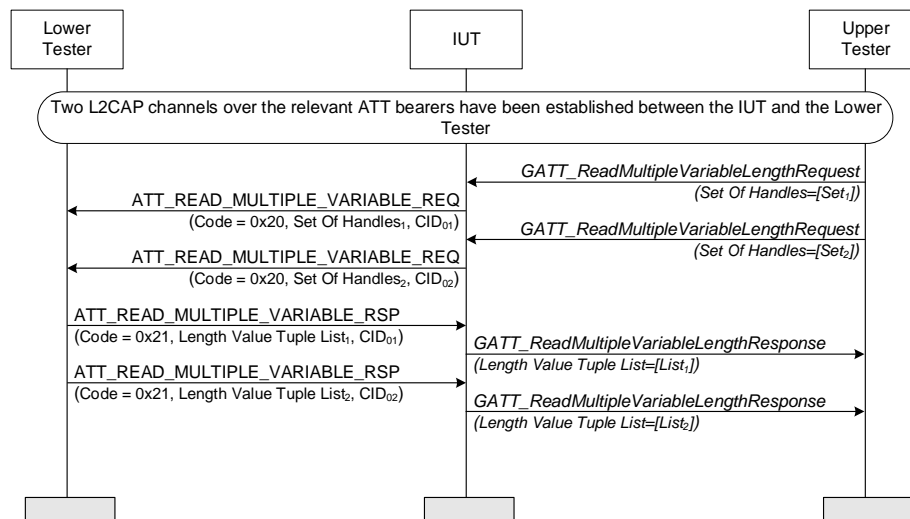 Lower
Tester
IUT
Upper
Tester
Two L2CAP channels over the relevant ATT bearers have been established between the IUT and the Lower
Tester
GATT_ReadMultipleVariableLengthRequest
(Set Of Handles=[Set₁])
ATT_READ_MULTIPLE_VARIABLE_REQ
(Code = 0x20, Set Of Handles₁, CID₀₁)
GATT_ReadMultipleVariableLengthRequest
(Set Of Handles=[Set₂])
ATT_READ_MULTIPLE_VARIABLE_REQ
(Code = 0x20, Set Of Handles₂, CID₀₂)
ATT_READ_MULTIPLE_VARIABLE_RSP
(Code = 0x21, Length Value Tuple List₁, CID₀₁)
GATT_ReadMultipleVariableLengthResponse
(Length Value Tuple List=[List₁])
ATT_READ_MULTIPLE_VARIABLE_RSP
(Code = 0x21, Length Value Tuple List₂, CID₀₂)
GATT_ReadMultipleVariableLengthResponse
(Length Value Tuple List=[List₂])